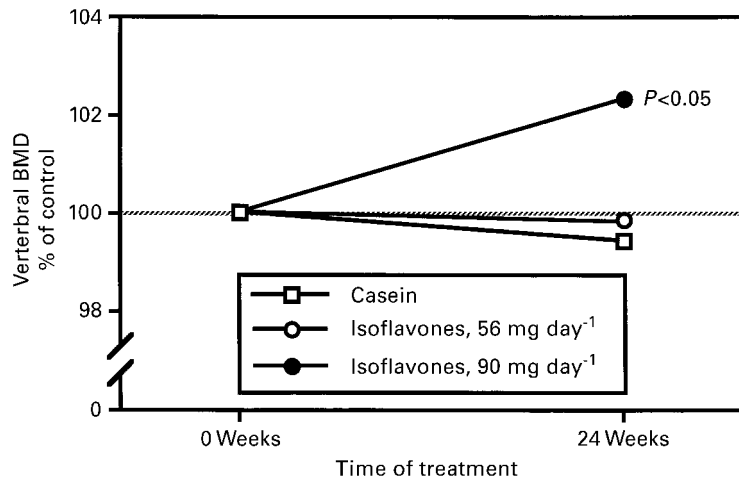 104
102
100
98
0
Verterbral BMD
% of control
P<0.05
Casein
Isoflavones, 56 mg day⁻¹
Isoflavones, 90 mg day⁻¹
0 Weeks
24 Weeks
Time of treatment